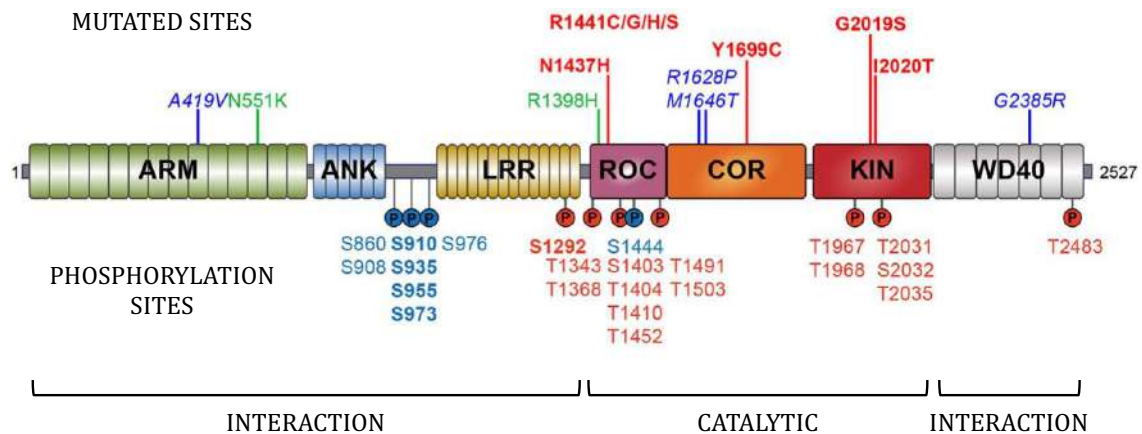 MUTATED SITES
R1441C/G/H/S
G2019S
Y1699C
N1437H
I2020T
R1628P
A419V N551K
R1398H
M1646T
G2385R
1 ARM ANK LRR ROC COR KIN WD40 2527
P P P P P P P P P P P
S860 S910 S976 S1292 S1444 T1967 T2031 T2483
S908 S935 T1343 S1403 T1491 T1968 S2032
S955 T1368 T1404 T1503 T2035
S973 T1410
T1452
PHOSPHORYLATION
SITES
INTERACTION CATALYTIC INTERACTION